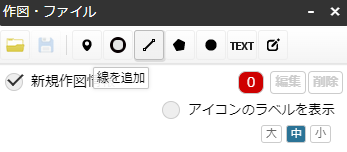 作図・ファイル
TEXT
新規作図情
線を追加
0 編集 削除
アイコンのラベルを表示
大 中 小